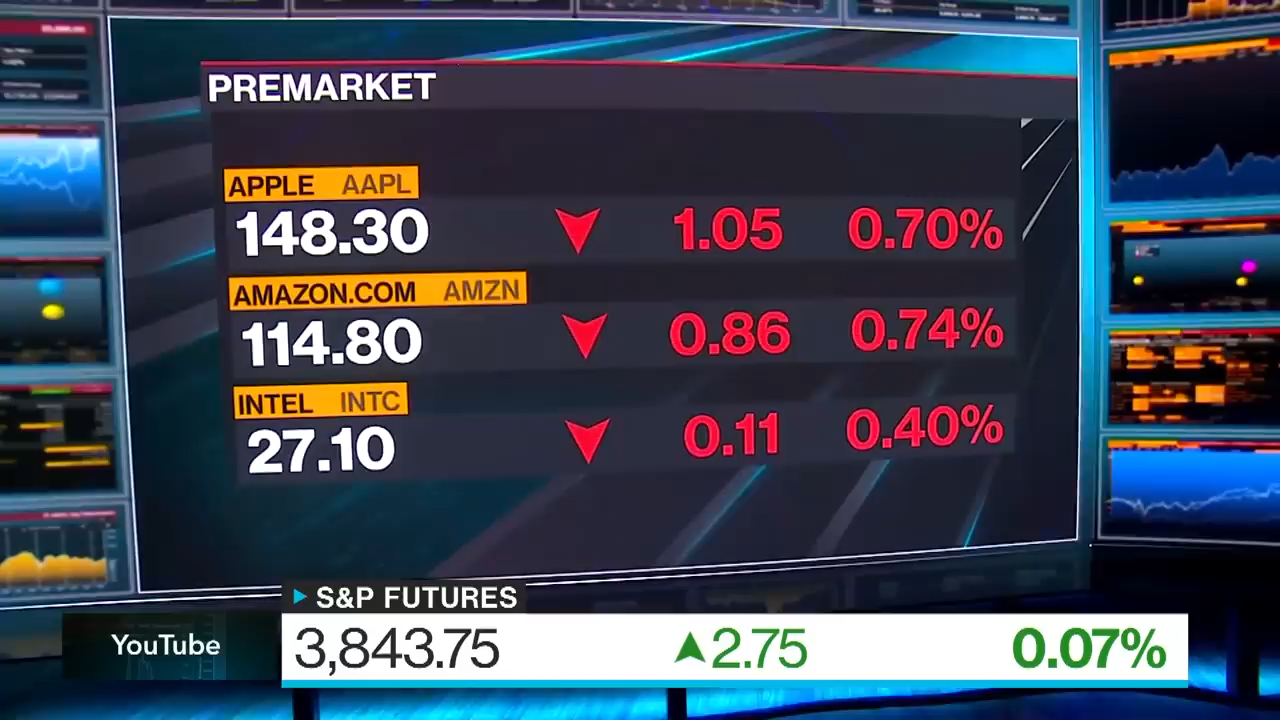 PREMARKET
APPLE AAPL
148.30 ▼ 1.05 0.70%
AMAZON.COM AMZN
114.80 ▼ 0.86 0.74%
INTEL INTC
27.10 ▼ 0.11 0.40%
S&P FUTURES
YouTube
3,843.75 ▲2.75 0.07%